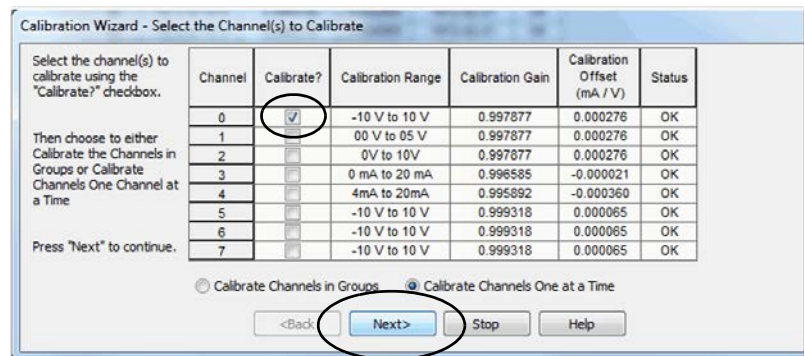 Calibration Wizard - Select the Channel(s) to Calibrate
Select the channel(s) to
calibrate using the
"Calibrate?" checkbox.
Then choose to either
Calibrate the Channels in
Groups or Calibrate
Channels One Channel at
a Time
Press "Next" to continue.
Channel Calibrate? Calibration Range Calibration Gain Calibration Offset (mA / V) Status
0 -10 V to 10 V 0.997877 0.000276 OK
1 00 V to 05 V 0.997877 0.000276 OK
2 0V to 10V 0.997877 0.000276 OK
3 0 mA to 20 mA 0.996585 -0.000021 OK
4 4mA to 20mA 0.995892 -0.000360 OK
5 -10 V to 10 V 0.999318 0.000065 OK
6 -10 V to 10 V 0.999318 0.000065 OK
7 -10 V to 10 V 0.999318 0.000065 OK
Calibrate Channels in Groups Calibrate Channels One at a Time
<Back Next> Stop Help